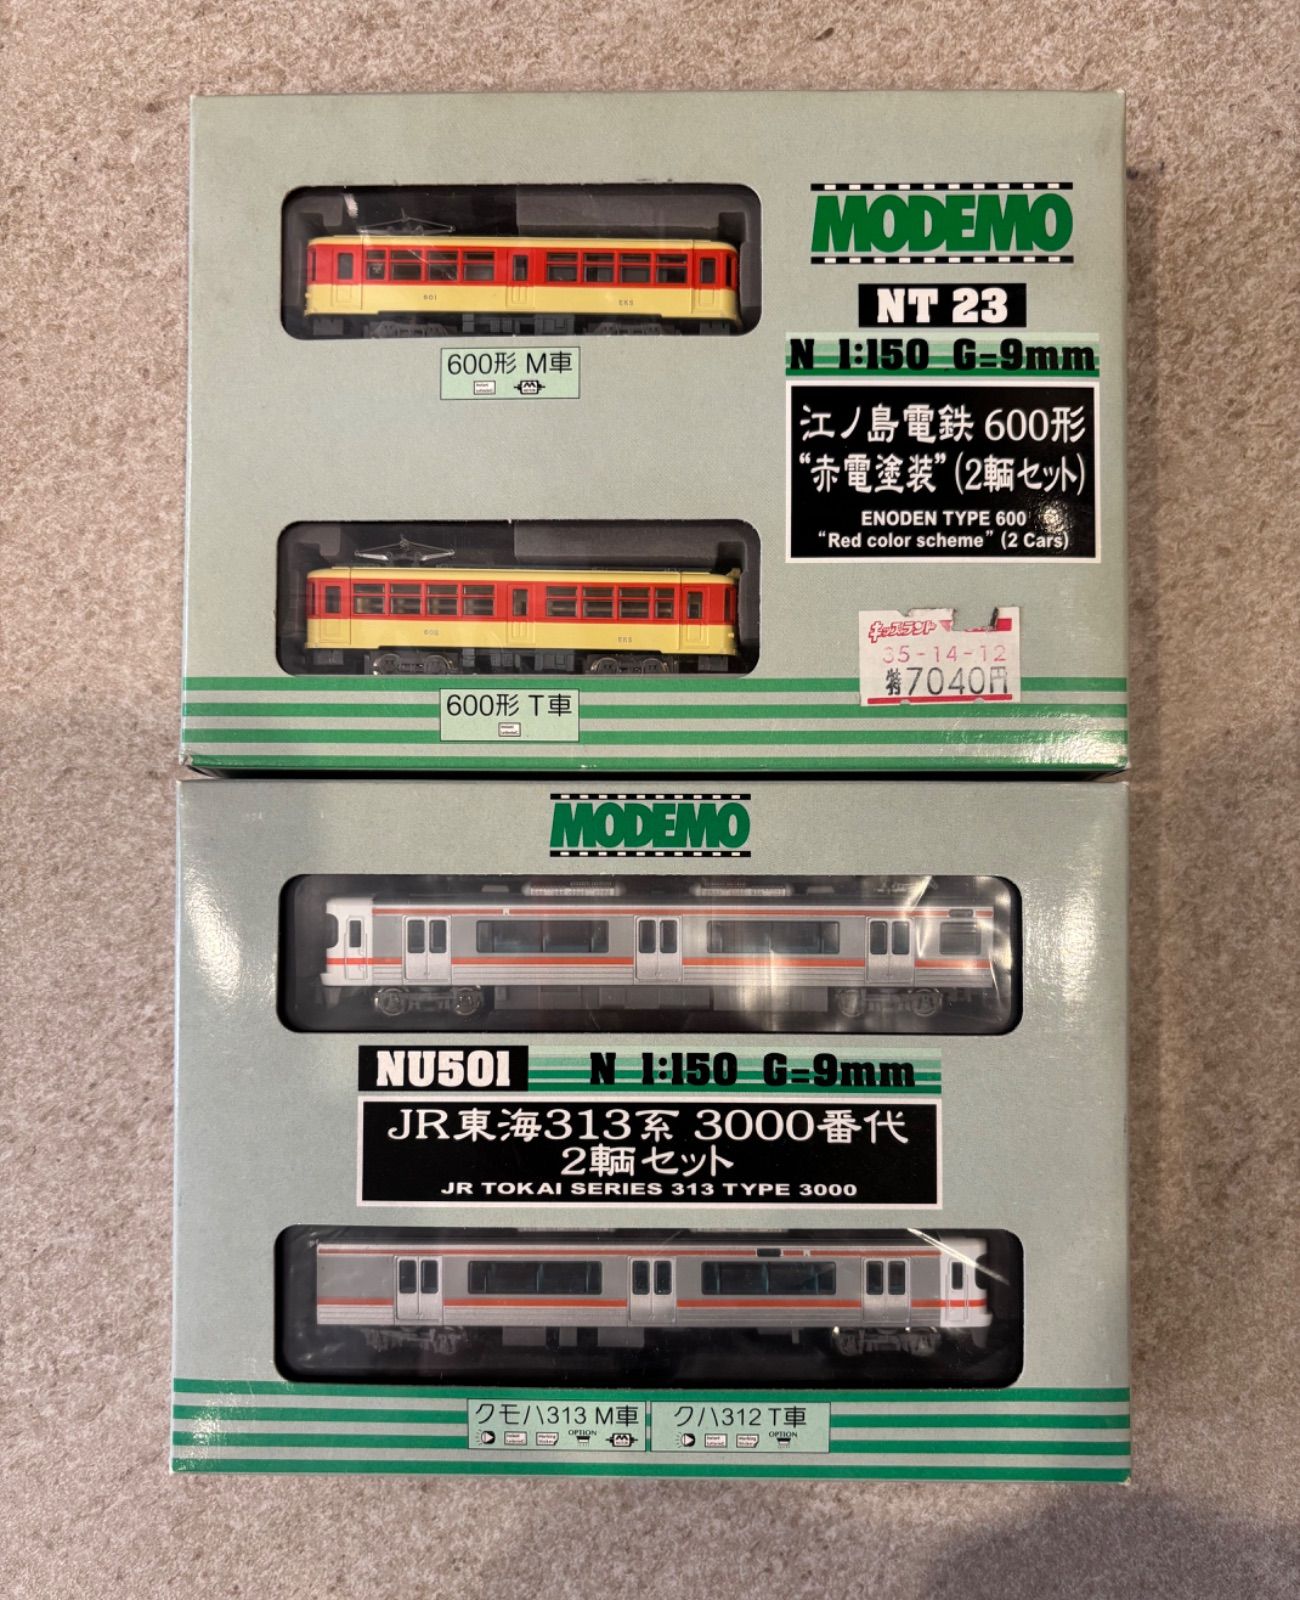 MODEMO
NT 23
N 1:150 G=9mm
江ノ島電鉄 600形
“赤電塗装”(2輌セット)
ENODEN TYPE 600
“Red color scheme” (2 Cars)
601
EKS
600形 M車
EKS
600形 T車
キッズランド
35-14-12
特7040円
MODEMO
NU501 N 1:150 G=9mm
JR東海313系 3000番代
2輌セット
JR TOKAI SERIES 313 TYPE 3000
クモハ313 M車
OPTION
クハ312 T車
OPTION